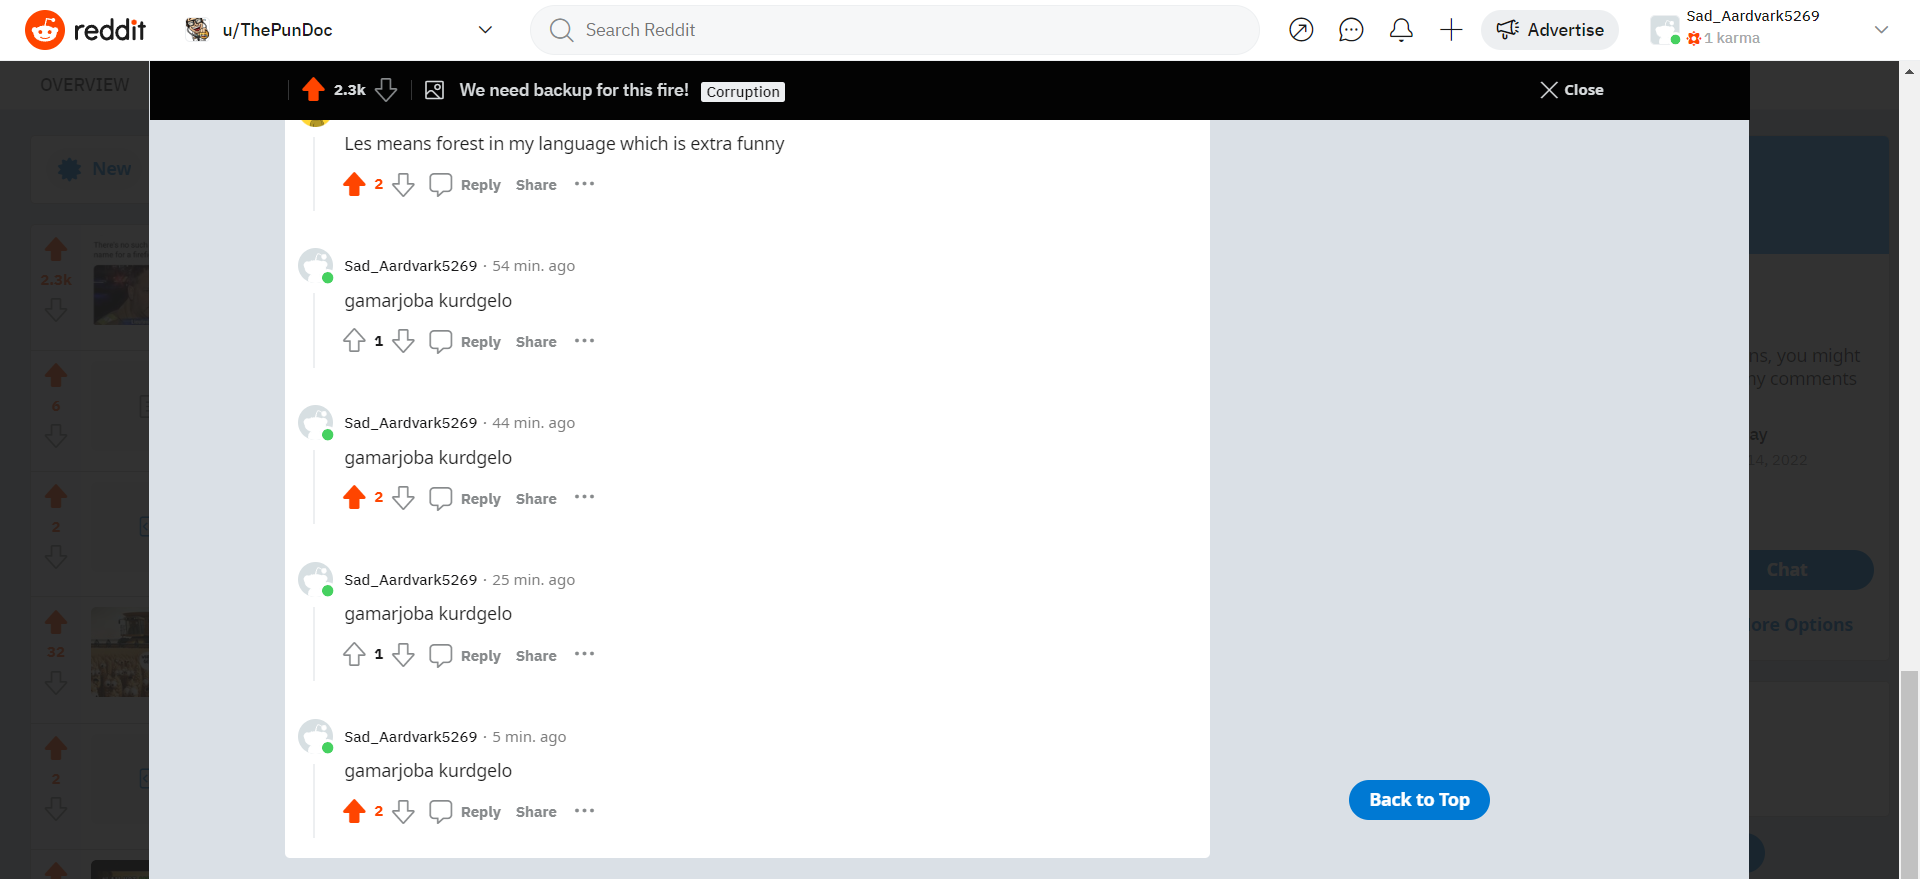 reddit
u/ThePunDoc
Search Reddit
Advertise
Sad_Aardvark5269
1 karma
OVERVIEW
2.3k
We need backup for this fire!
Corruption
Close
New
2.3k
6
2
32
2
Les means forest in my language which is extra funny
2
Reply
Share
Sad_Aardvark5269 · 54 min. ago
gamarjoba kurdgelo
1
Reply
Share
Sad_Aardvark5269 · 44 min. ago
gamarjoba kurdgelo
2
Reply
Share
Sad_Aardvark5269 · 25 min. ago
gamarjoba kurdgelo
1
Reply
Share
Sad_Aardvark5269 · 5 min. ago
gamarjoba kurdgelo
2
Reply
Share
you might
comments
14, 2022
Chat
Options
Back to Top